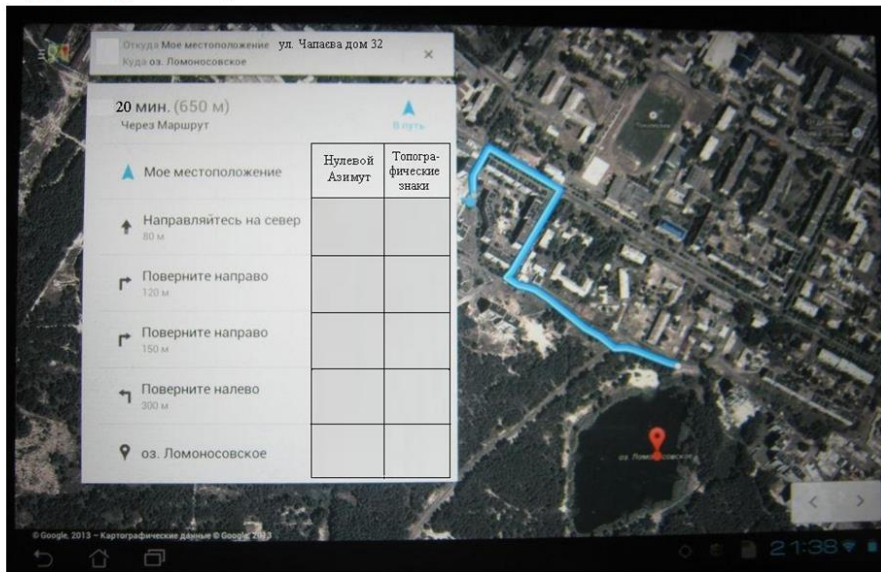 Откуда Мое местоположение ул. Чапаєва дом 32
Куда оз. Ломоносовское
20 мин. (650 м)
Через Маршрут
В путь
Нулевой
Азимут
Топогра-
фические
знаки
Мое местоположение
Направляйтесь на север
80 м
Поверните направо
120 м
Поверните направо
150 м
Поверните налево
300 м
оз. Ломоносовское
оз. Ломоносовское
© Google, 2013 – Картографические данные © Google, 2013
21:38